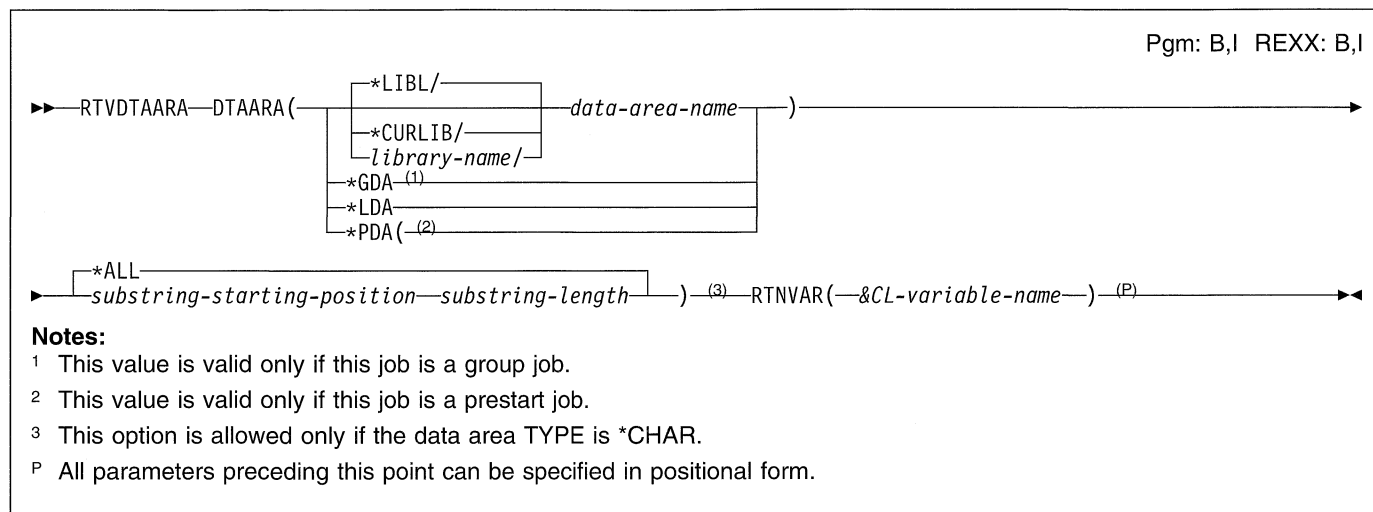 Pgm: B,I REXX: B,I
*LIBL/
RTVDTAARA DTAARA( data-area-name )
*CURLIB/
library-name/
*GDA (1)
*LDA
*PDA( (2)
*ALL
substring-starting-position substring-length ) (3) RTNVAR( &CL-variable-name ) (P)
Notes:
1 This value is valid only if this job is a group job.
2 This value is valid only if this job is a prestart job.
3 This option is allowed only if the data area TYPE is *CHAR.
P All parameters preceding this point can be specified in positional form.